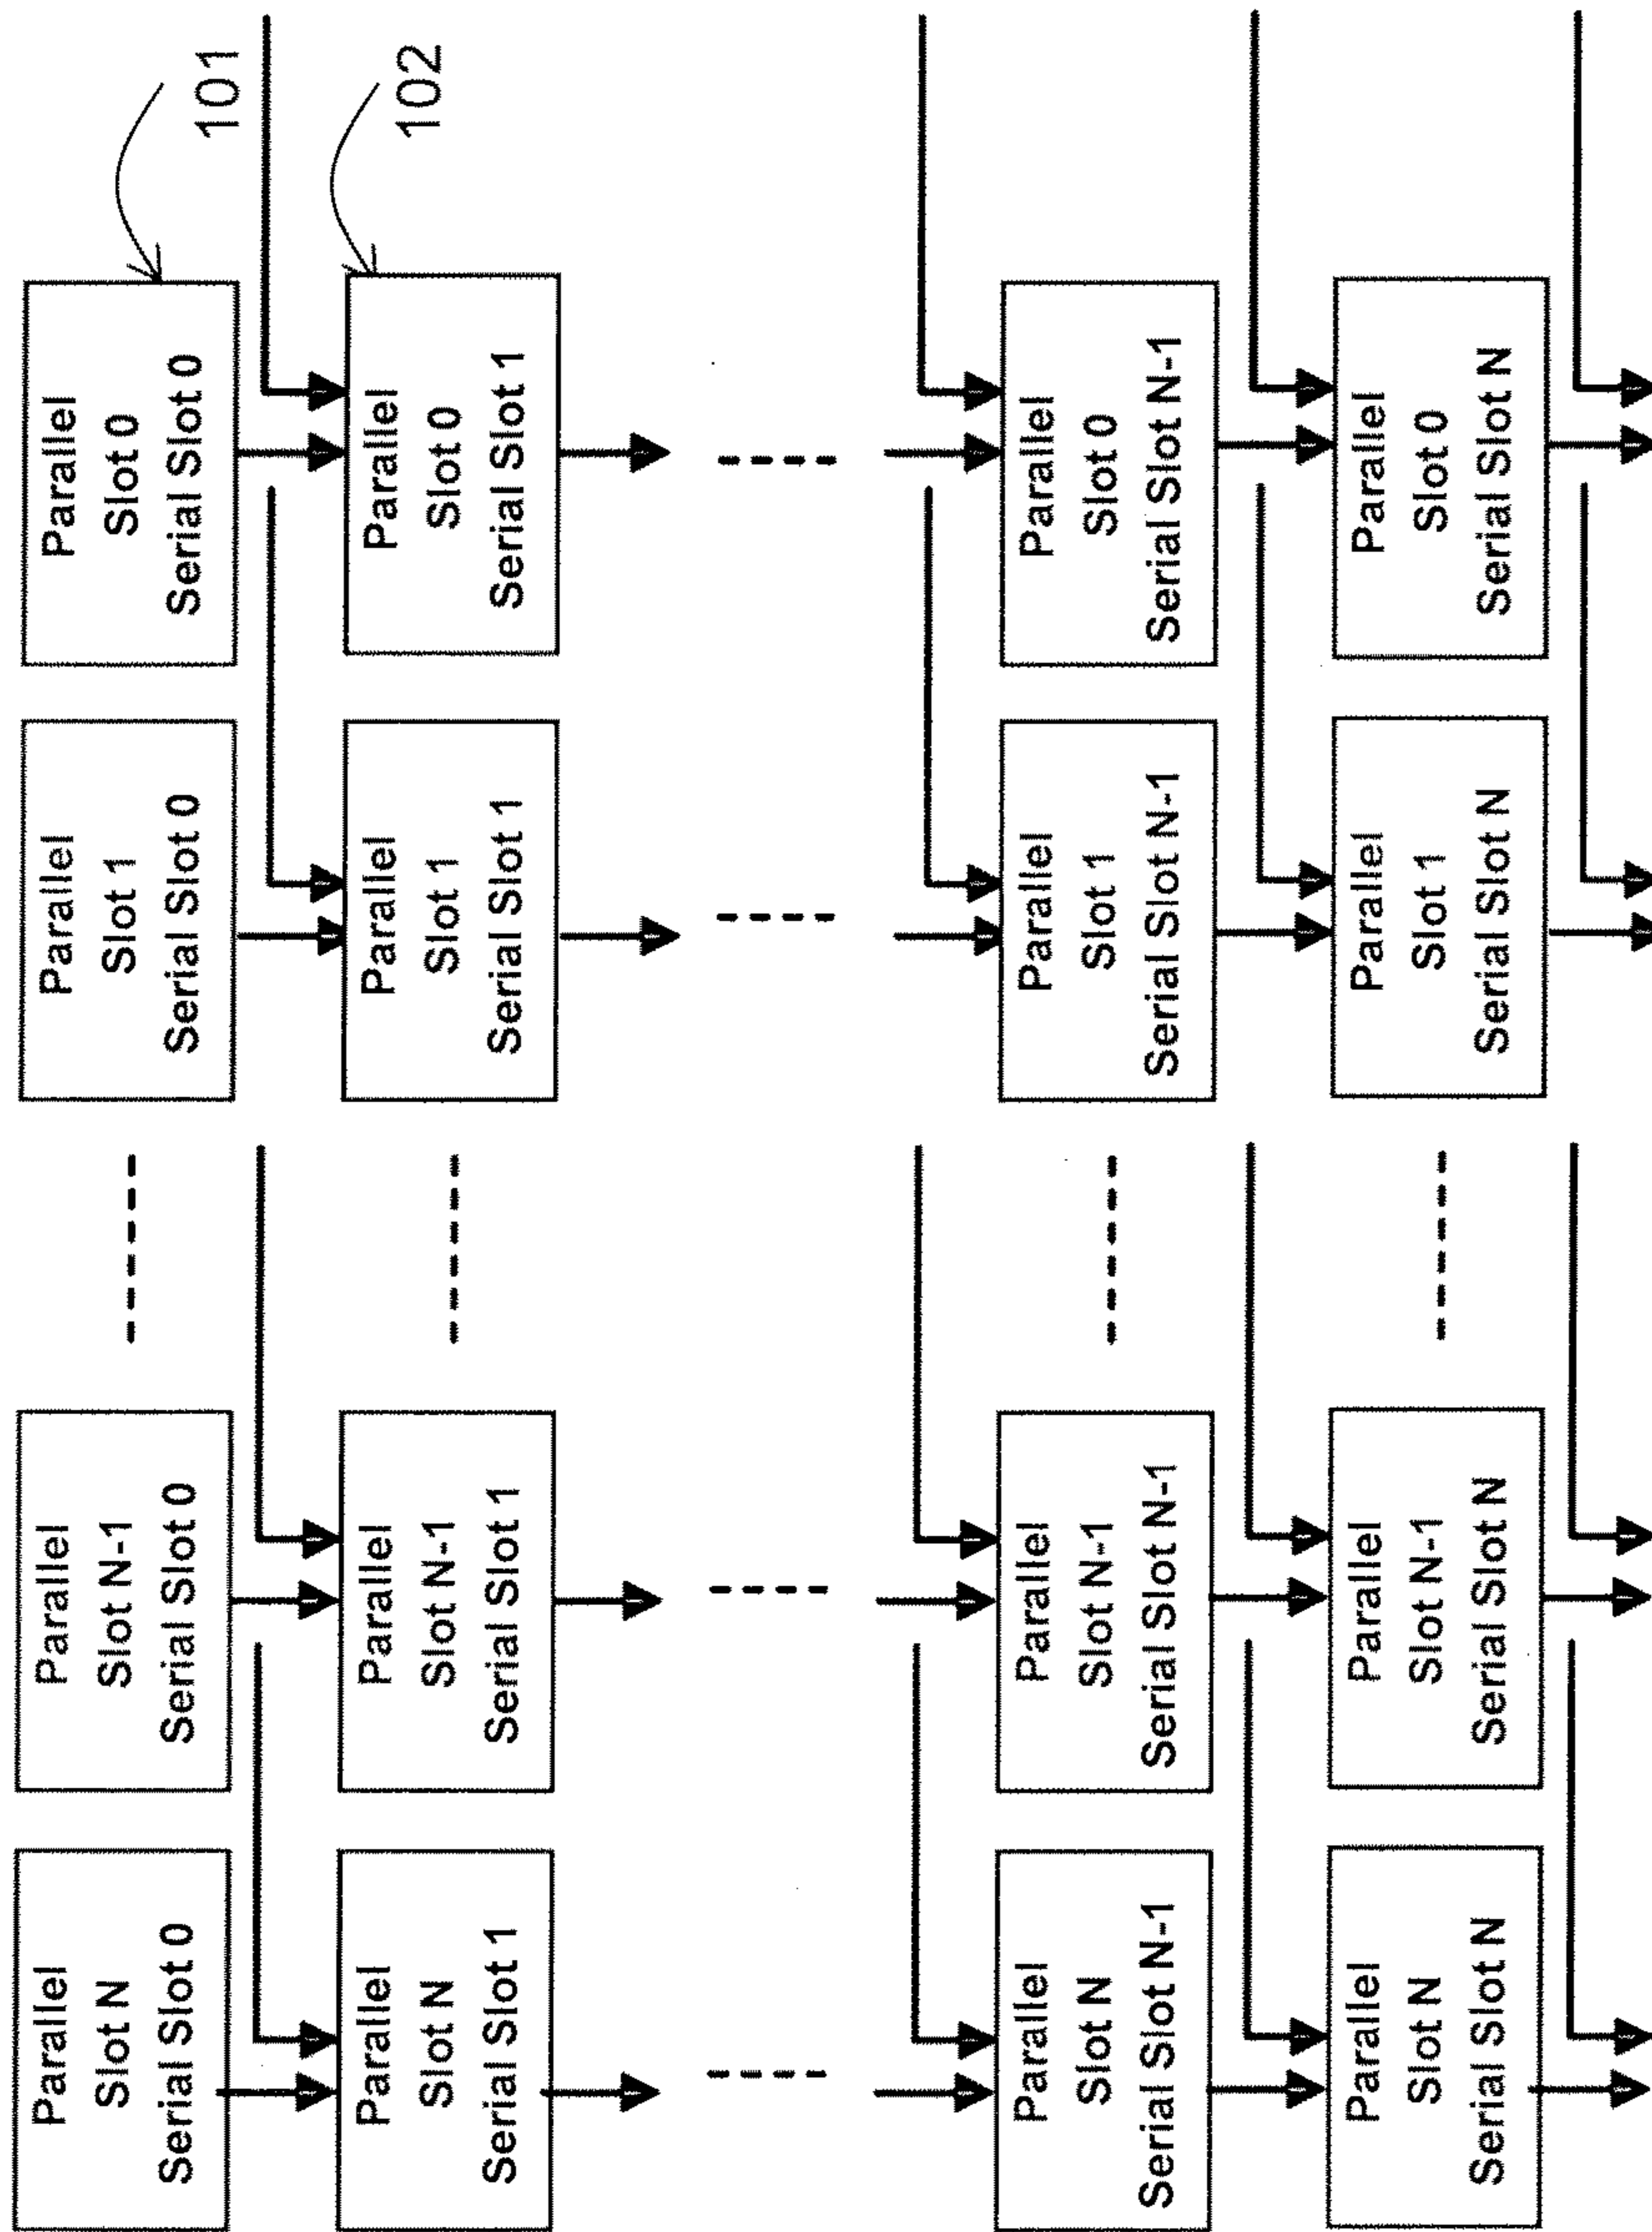 Parallel
Slot N
Serial Slot 0
Parallel
Slot N-1
Serial Slot 0
Parallel
Slot 1
Serial Slot 0
Parallel
Slot 0
Serial Slot 0
101
Parallel
Slot N
Serial Slot 1
Parallel
Slot N-1
Serial Slot 1
Parallel
Slot 1
Serial Slot 1
Parallel
Slot 0
Serial Slot 1
102
Parallel
Slot N
Serial Slot N-1
Parallel
Slot N-1
Serial Slot N-1
Parallel
Slot 1
Serial Slot N-1
Parallel
Slot 0
Serial Slot N-1
Parallel
Slot N
Serial Slot N
Parallel
Slot N-1
Serial Slot N
Parallel
Slot 1
Serial Slot N
Parallel
Slot 0
Serial Slot N